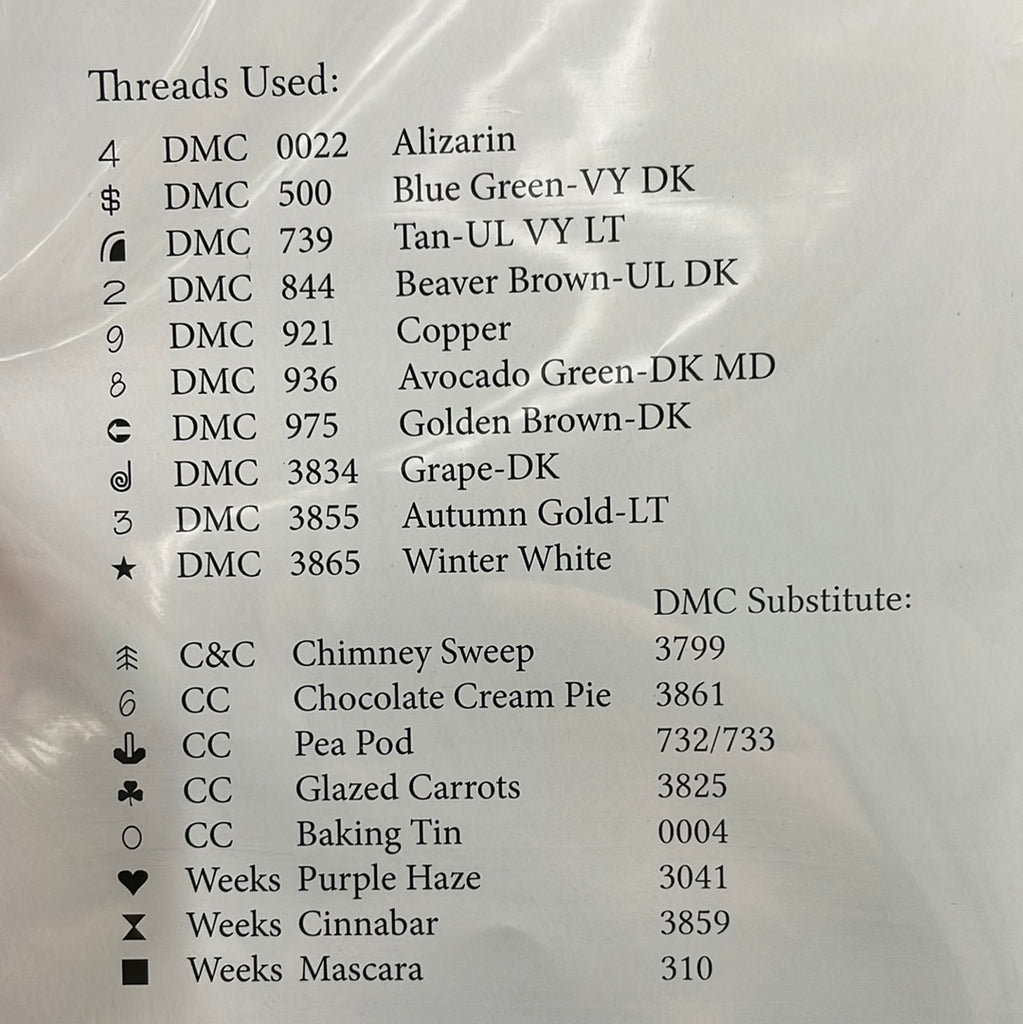 Threads Used:
4 DMC 0022 Alizarin
$ DMC 500 Blue Green-VY DK
DMC 739 Tan-UL VY LT
2 DMC 844 Beaver Brown-UL DK
9 DMC 921 Copper
8 DMC 936 Avocado Green-DK MD
DMC 975 Golden Brown-DK
DMC 3834 Grape-DK
3 DMC 3855 Autumn Gold-LT
★ DMC 3865 Winter White
DMC Substitute:
C&C Chimney Sweep 3799
6 CC Chocolate Cream Pie 3861
CC Pea Pod 732/733
♣ CC Glazed Carrots 3825
0 CC Baking Tin 0004
♥ Weeks Purple Haze 3041
⧗ Weeks Cinnabar 3859
■ Weeks Mascara 310